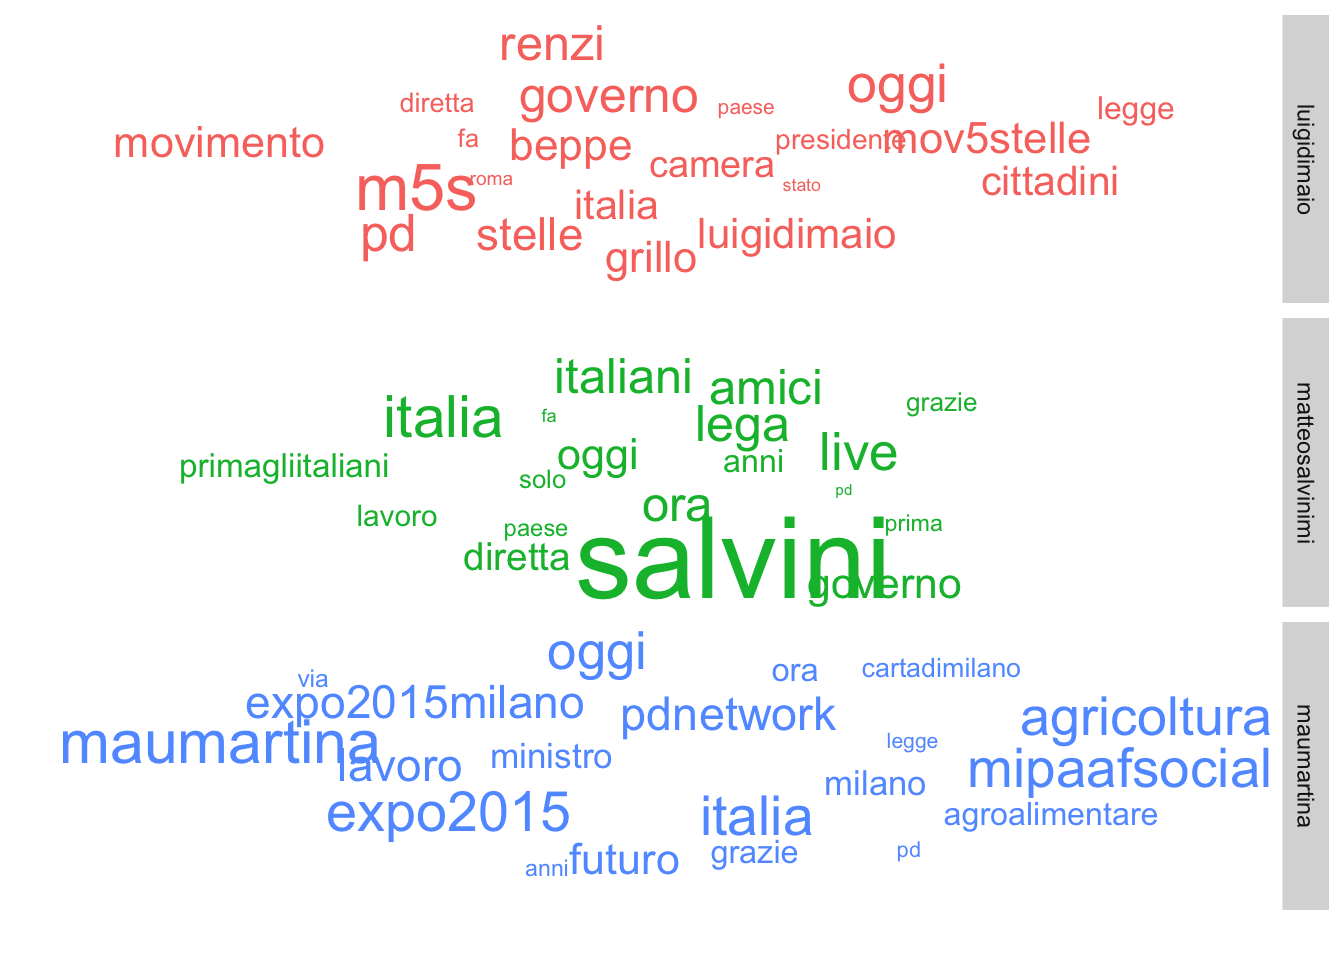 renzi
oggi
governo
diretta
paese
legge
movimento
fa
beppe
presidente
mov5stelle
camera
m5s
roma
stato
cittadini
italia
pd
stelle
luigidimaio
grillo
luigidimaio
italiani
amici
italia
fa
grazie
lega
oggi
live
primagliitaliani
anni
solo
pd
ora
lavoro
paese
prima
diretta
salvini
governo
matteosalvinimi
oggi
via
ora
cartadimilano
expo2015milano
pdnetwork
agricoltura
maumartina
legge
lavoro
ministro
mipaafsocial
milano
expo2015
italia
agroalimentare
futuro
grazie
pd
anni
maumartina